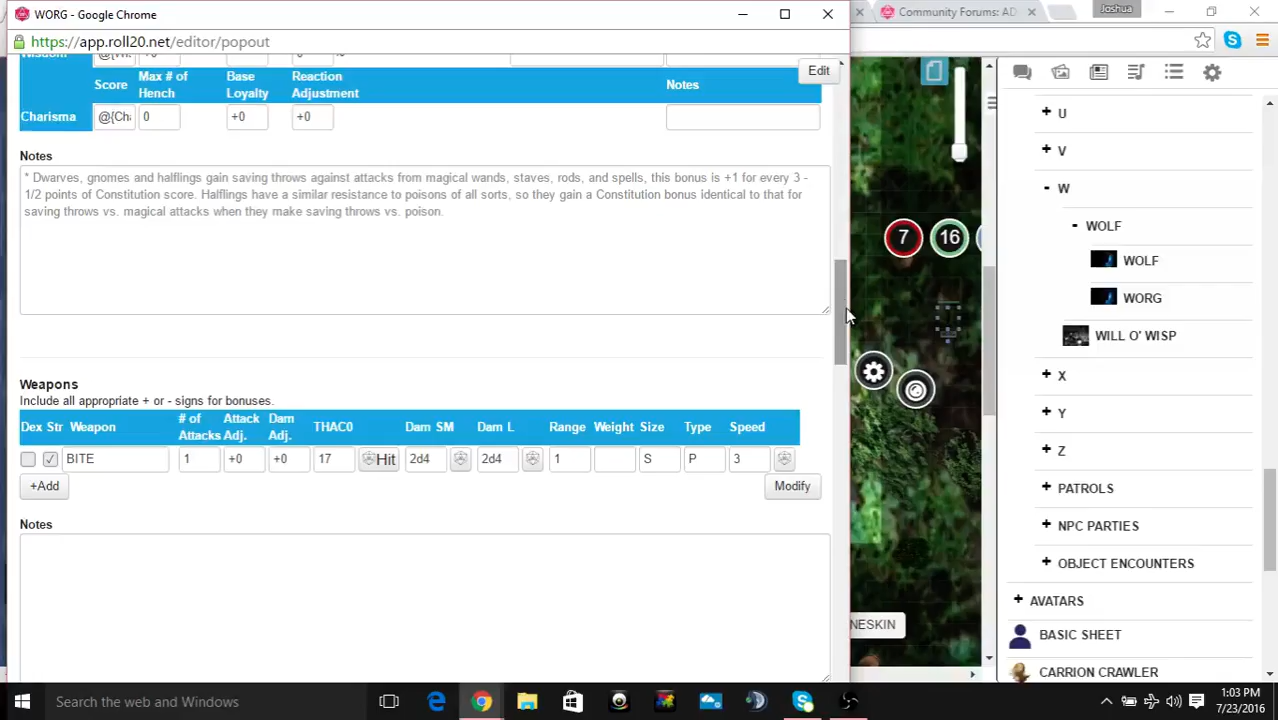 WORG - Google Chrome
https://app.roll20.net/editor/popout
Edit
Score
Max # of
Hench
Base
Loyalty
Reaction
Adjustment
Notes
Charisma
@{Cha
0
+0
+0
Notes
* Dwarves, gnomes and halflings gain saving throws against attacks from magical wands, staves, rods, and spells, this bonus is +1 for every 3 -
1/2 points of Constitution score. Halflings have a similar resistance to poisons of all sorts, so they gain a Constitution bonus identical to that for
saving throws vs. magical attacks when they make saving throws vs. poison.
Weapons
Include all appropriate + or - signs for bonuses.
Dex Str Weapon
# of
Attacks
Attack
Adj.
Dam
Adj.
THAC0
Dam SM
Dam L
Range
Weight
Size
Type
Speed
BITE
1
+0
+0
17
Hit
2d4
2d4
1
S
P
3
+Add
Modify
Notes
Community Forums: AD
Joshua
7
16
NESKIN
U
V
W
WOLF
WOLF
WORG
WILL O' WISP
X
Y
Z
PATROLS
NPC PARTIES
OBJECT ENCOUNTERS
AVATARS
BASIC SHEET
CARRION CRAWLER
Search the web and Windows
1:03 PM
7/23/2016